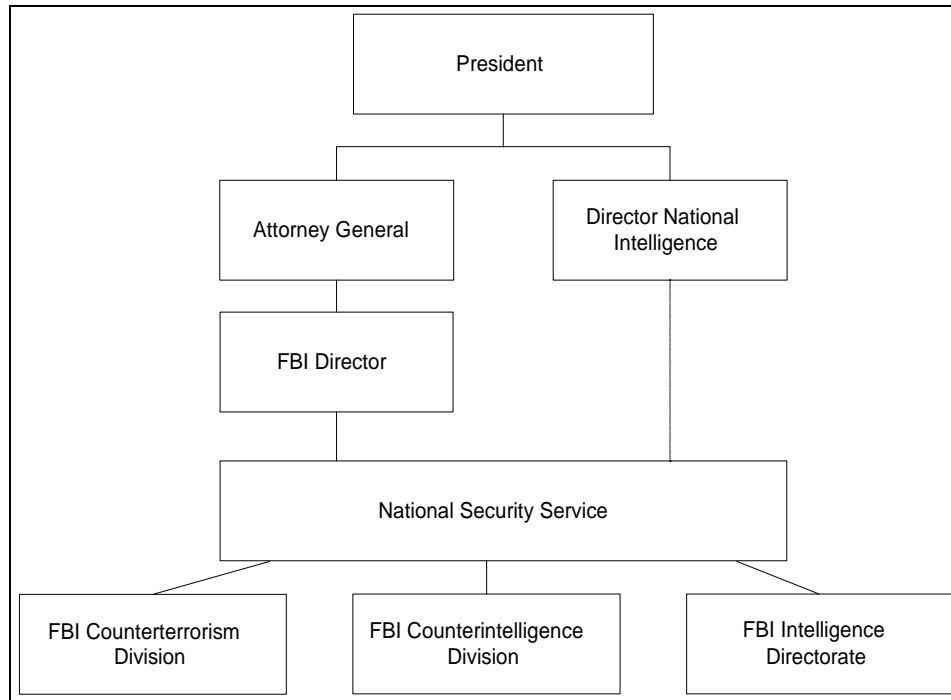 President
Attorney General
Director National
Intelligence
FBI Director
National Security Service
FBI Counterterrorism
Division
FBI Counterintelligence
Division
FBI Intelligence
Directorate